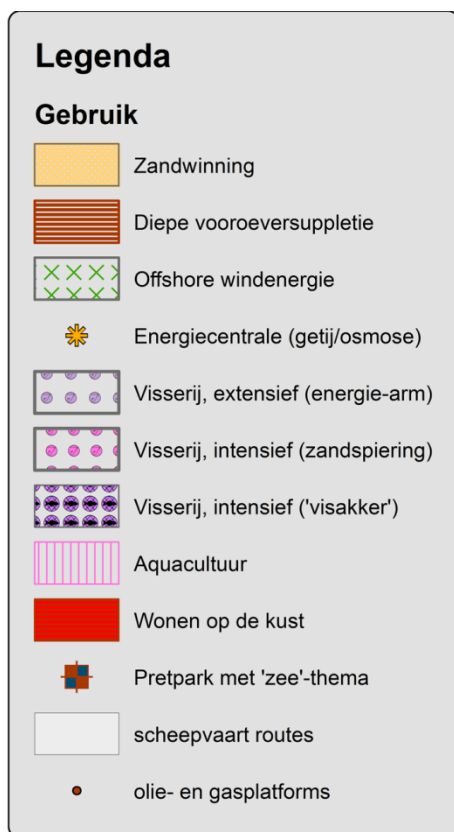 Legenda
Gebruik
Zandwinning
Diepe vooroeversuppletie
Offshore windenergie
Energiecentrale (getij/osmose)
Visserij, extensief (energie-arm)
Visserij, intensief (zandspiering)
Visserij, intensief ('visakker')
Aquacultuur
Wonen op de kust
Pretpark met 'zee'-thema
scheepvaart routes
olie- en gasplatforms